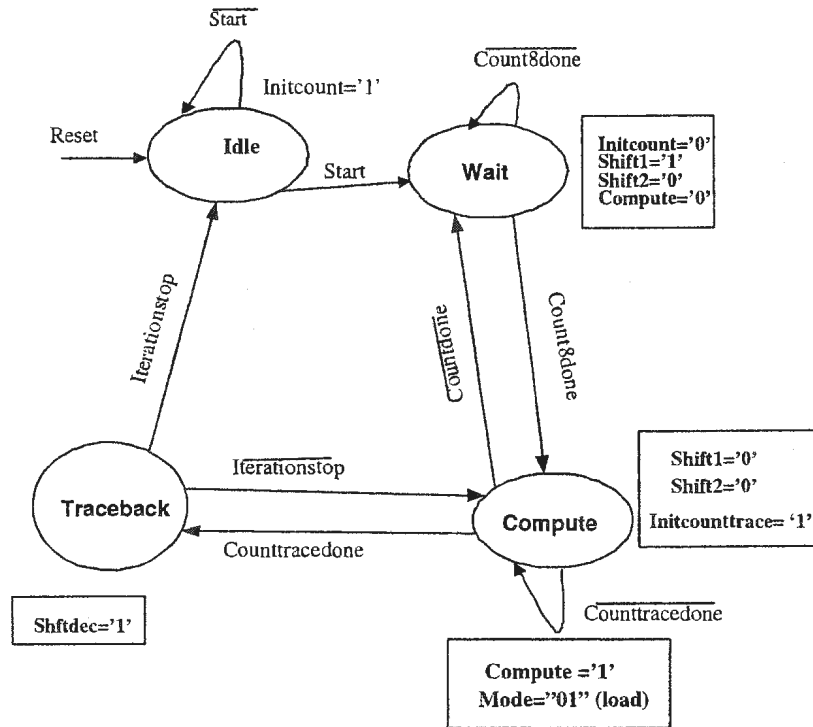 Start
Initcount='1'
Reset
Idle
Start
Count8done
Wait
Initcount='0'
Shift1='1'
Shift2='0'
Compute='0'
Iterationstop
Countdone
Count8done
Iterationstop
Traceback
Counttracedone
Compute
Shift1='0'
Shift2='0'
Initcounttrace= '1'
Shftdec='1'
Counttracedone
Compute ='1'
Mode="01" (load)